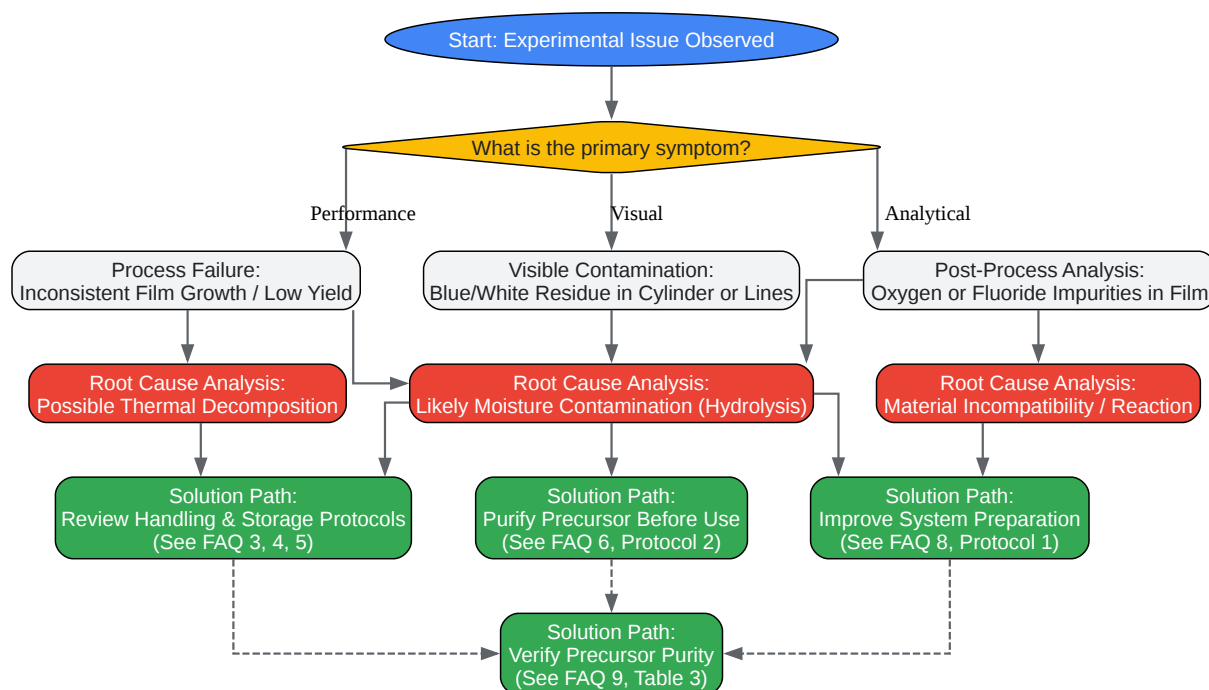 Start: Experimental Issue Observed
What is the primary symptom?
Performance
Visual
Analytical
Process Failure:
Inconsistent Film Growth / Low Yield
Visible Contamination:
Blue/White Residue in Cylinder or Lines
Post-Process Analysis:
Oxygen or Fluoride Impurities in Film
Root Cause Analysis:
Possible Thermal Decomposition
Root Cause Analysis:
Likely Moisture Contamination (Hydrolysis)
Root Cause Analysis:
Material Incompatibility / Reaction
Solution Path:
Review Handling & Storage Protocols
(See FAQ 3, 4, 5)
Solution Path:
Purify Precursor Before Use
(See FAQ 6, Protocol 2)
Solution Path:
Improve System Preparation
(See FAQ 8, Protocol 1)
Solution Path:
Verify Precursor Purity
(See FAQ 9, Table 3)